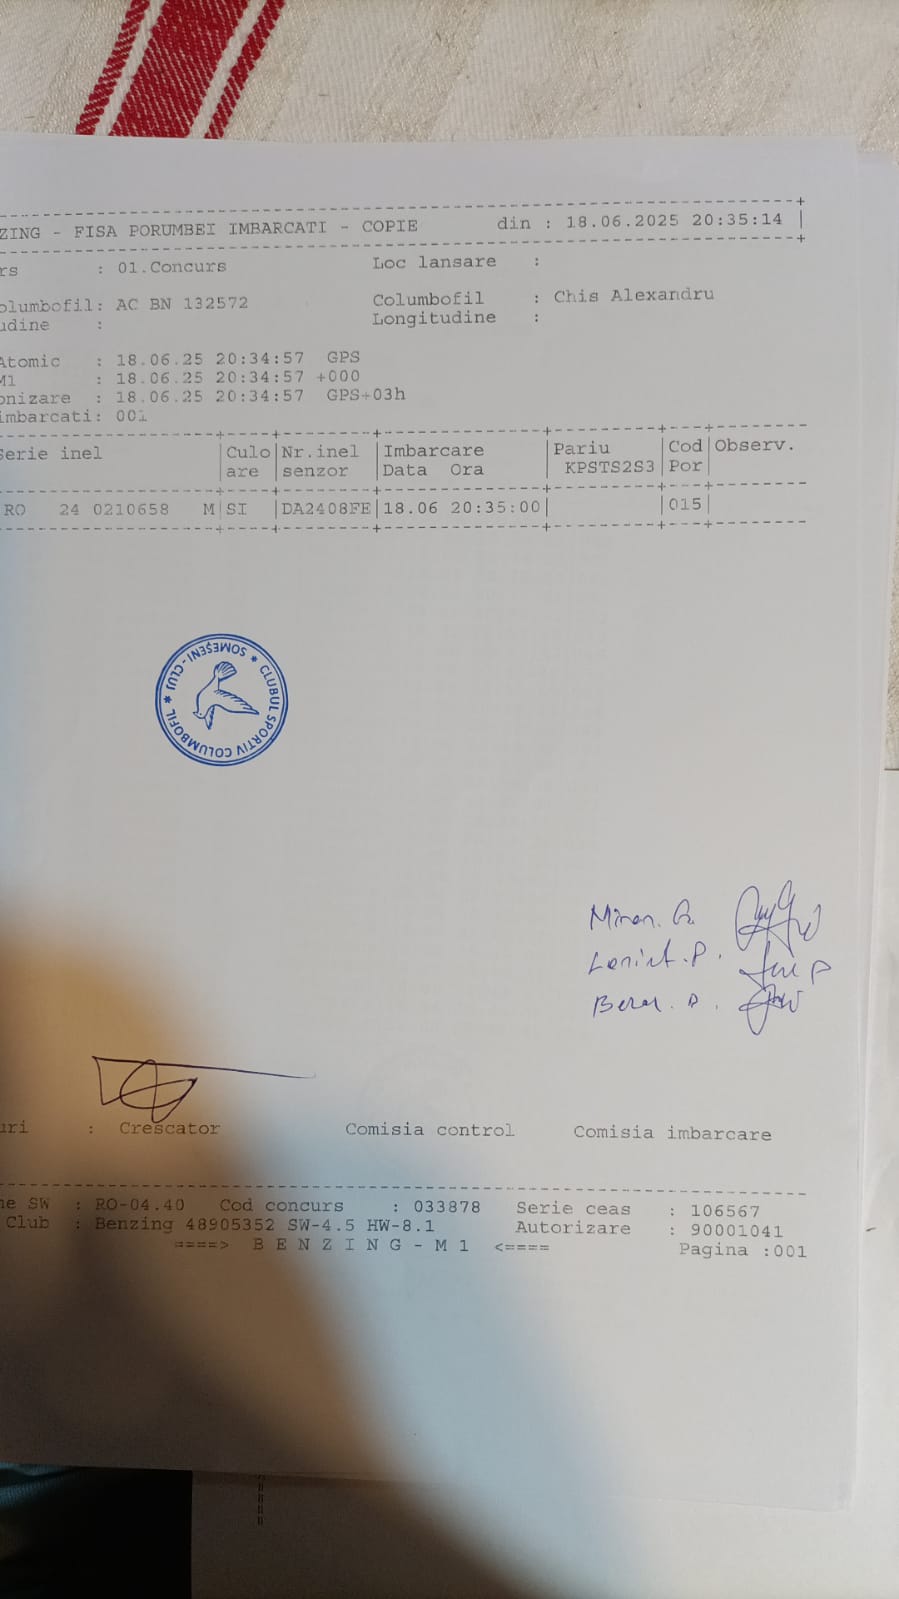 ZING - FISA PORUMBEI IMBARCATI - COPIE din : 18.06.2025 20:35:14
rs : 01.Concurs Loc lansare :
olumbofil: AC BN 132572 Columbofil : Chis Alexandru
udine : Longitudine :
Atomic : 18.06.25 20:34:57 GPS
M1 : 18.06.25 20:34:57 +000
onizare : 18.06.25 20:34:57 GPS+03h
imbarcati: 001
Serie inel |Culo|Nr.inel |Imbarcare |Pariu |Cod|Observ.
|are |senzor |Data Ora | KPSTS2S3|Por|
RO 24 0210658 M|SI |DA2408FE|18.06 20:35:00| |015|
* CLUBUL SPORTIV COLUMBOFIL * SOMEȘENI-CLUJ
uri : Crescator Comisia control Comisia imbarcare
ne SW : RO-04.40 Cod concurs : 033878 Serie ceas : 106567
Club : Benzing 48905352 SW-4.5 HW-8.1 Autorizare : 90001041
====> B E N Z I N G - M 1 <==== Pagina :001